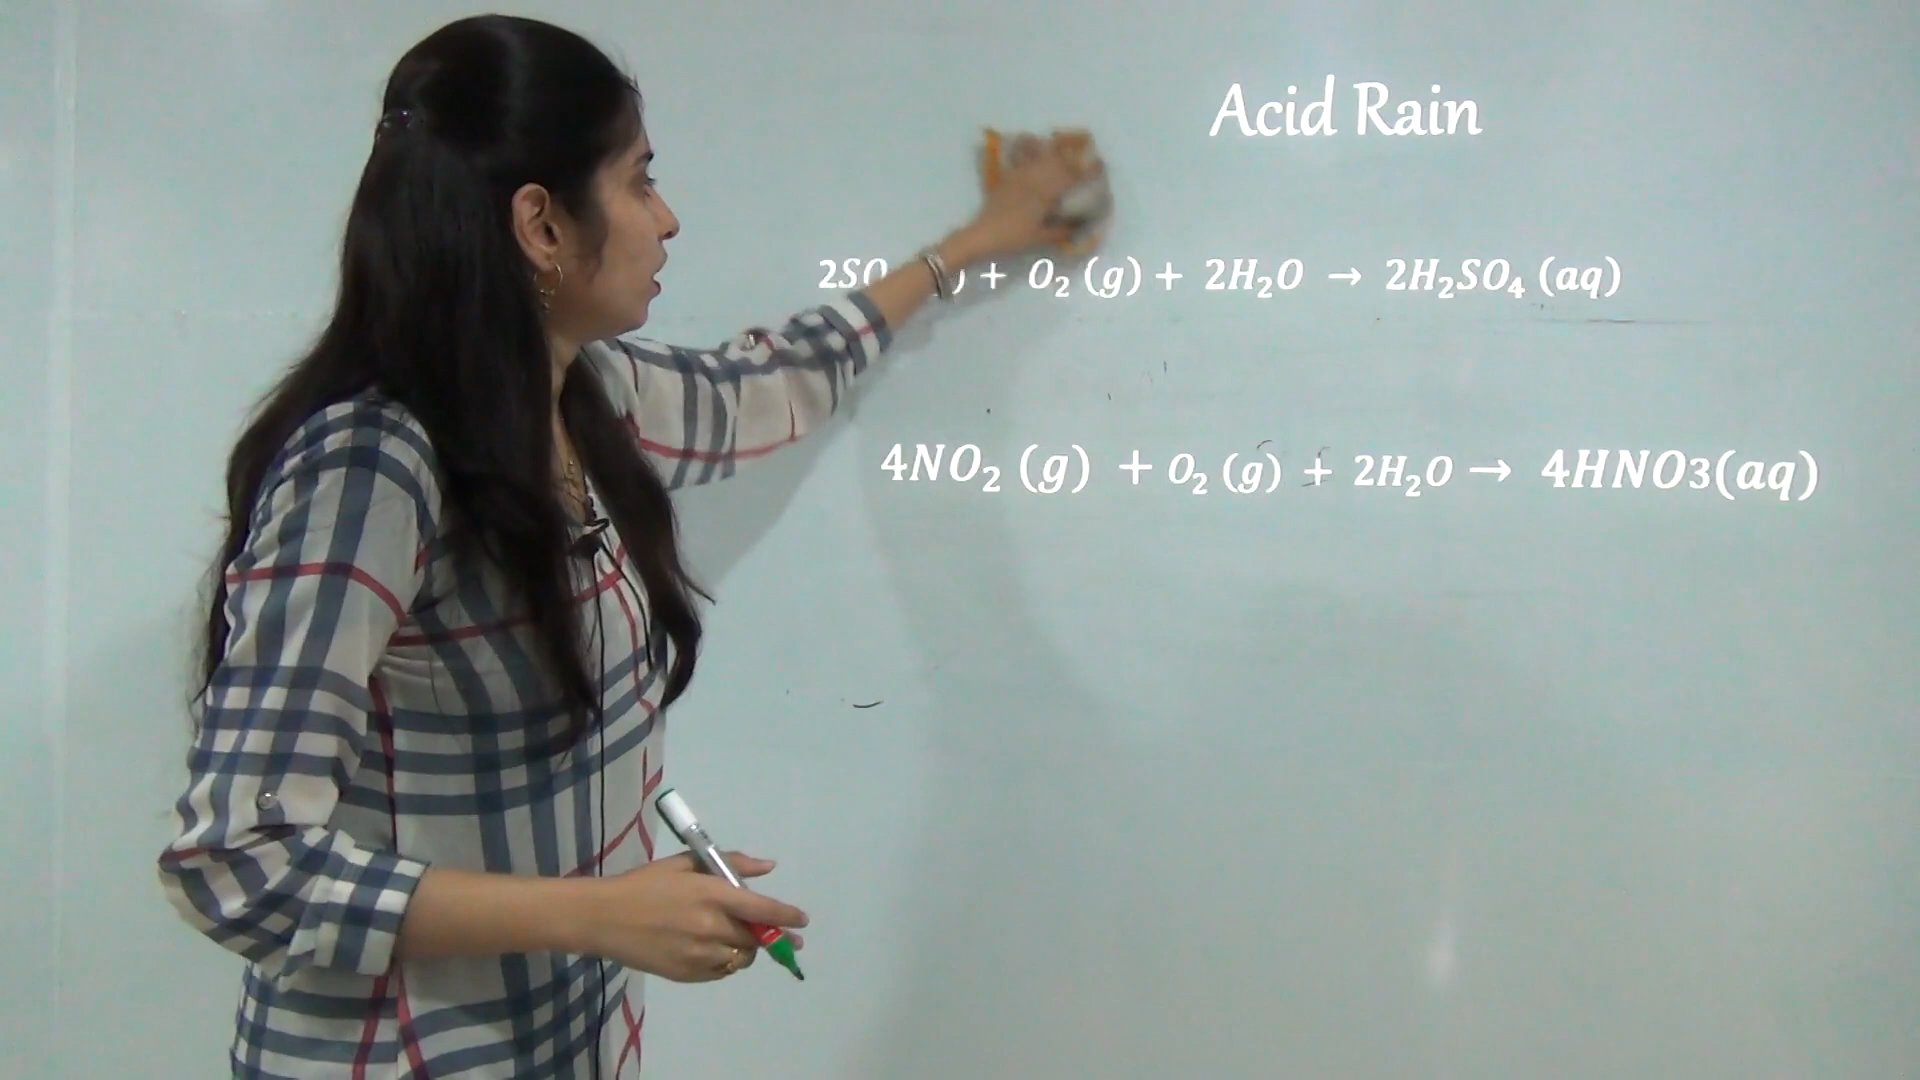 Acid Rain
2SO + O₂ (g) + 2H₂O → 2H₂SO₄ (aq)
4NO₂ (g) + O₂ (g) + 2H₂O → 4HNO3(aq)